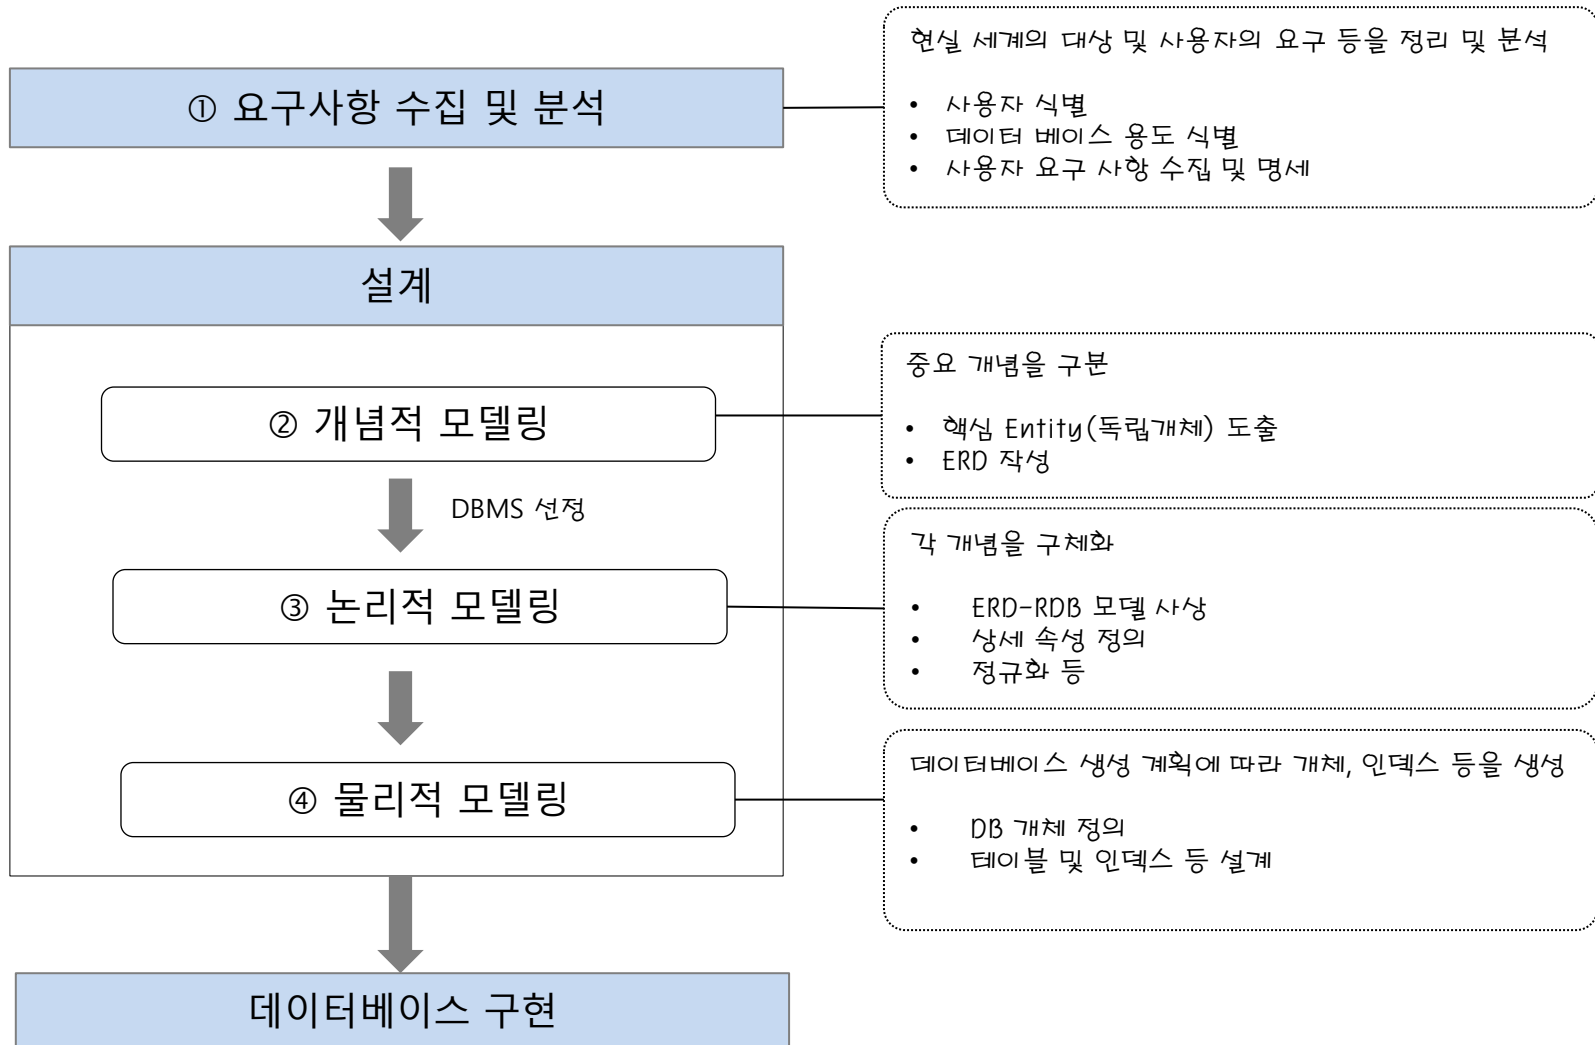 현실 세계의 대상 및 사용자의 요구 등을 정리 및 분석
① 요구사항 수집 및 분석
• 사용자 식별
• 데이터 베이스 용도 식별
• 사용자 요구 사항 수집 및 명세
설계
중요 개념을 구분
② 개념적 모델링
• 핵심 Entity(독립개체) 도출
• ERD 작성
DBMS 선정
각 개념을 구체화
③ 논리적 모델링
• ERD-RDB 모델 사상
• 상세 속성 정의
• 정규화 등
데이터베이스 생성 계획에 따라 개체, 인덱스 등을 생성
④ 물리적 모델링
• DB 개체 정의
• 테이블 및 인덱스 등 설계
데이터베이스 구현